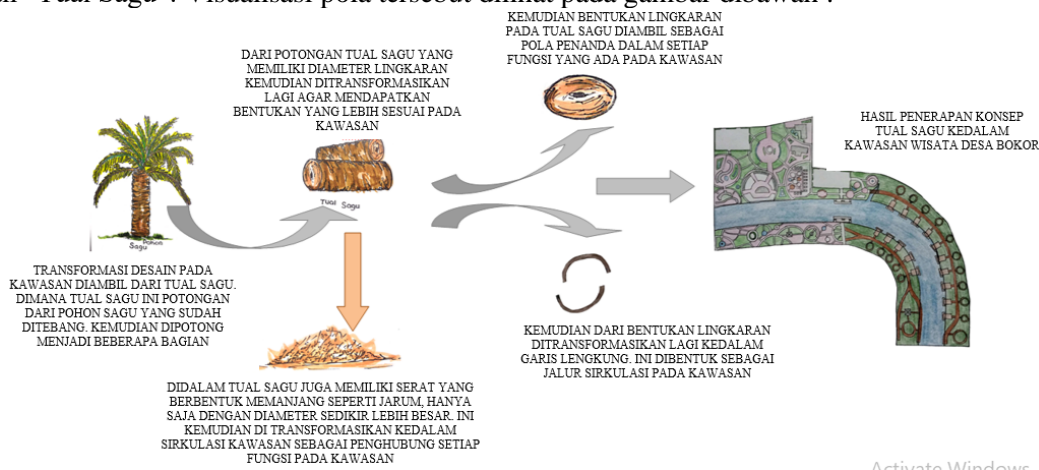 "Tual Sagu". Visualisasi pola tersebut dilihat pada gambar dibawah :
KEMUDIAN BENTUKAN LINGKARAN
PADA TUAL SAGU DIAMBIL SEBAGAI
POLA PENANDA DALAM SETIAP
FUNGSI YANG ADA PADA KAWASAN
DARI POTONGAN TUAL SAGU YANG
MEMILIKI DIAMETER LINGKARAN
KEMUDIAN DITRANSFORMASIKAN
LAGI AGAR MENDAPATKAN
BENTUKAN YANG LEBIH SESUAI PADA
KAWASAN
HASIL PENERAPAN KONSEP
TUAL SAGU KEDALAM
KAWASAN WISATA DESA BOKOR
Tual Sagu
Pohon
Sagu
TRANSFORMASI DESAIN PADA
KAWASAN DIAMBIL DARI TUAL SAGU.
DIMANA TUAL SAGU INI POTONGAN
DARI POHON SAGU YANG SUDAH
DITEBANG. KEMUDIAN DIPOTONG
MENJADI BEBERAPA BAGIAN
KEMUDIAN DARI BENTUKAN LINGKARAN
DITRANSFORMASIKAN LAGI KEDALAM
GARIS LENGKUNG. INI DIBENTUK SEBAGAI
JALUR SIRKULASI PADA KAWASAN
DIDALAM TUAL SAGU JUGA MEMILIKI SERAT YANG
BERBENTUK MEMANJANG SEPERTI JARUM, HANYA
SAJA DENGAN DIAMETER SEDIKIR LEBIH BESAR. INI
KEMUDIAN DI TRANSFORMASIKAN KEDALAM
SIRKULASI KAWASAN SEBAGAI PENGHUBUNG SETIAP
FUNGSI PADA KAWASAN
Activate Windows